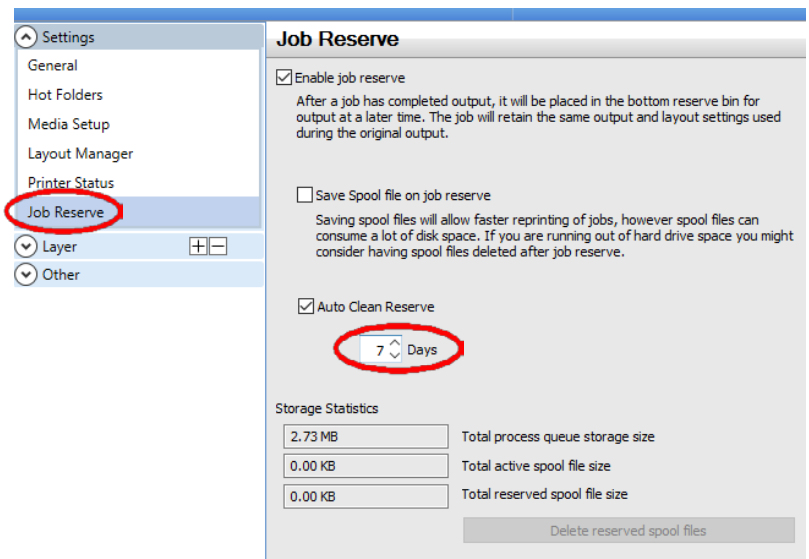 Settings
General
Hot Folders
Media Setup
Layout Manager
Printer Status
Job Reserve
Layer
Other
Job Reserve
Enable job reserve
After a job has completed output, it will be placed in the bottom reserve bin for
output at a later time. The job will retain the same output and layout settings used
during the original output.
Save Spool file on job reserve
Saving spool files will allow faster reprinting of jobs, however spool files can
consume a lot of disk space. If you are running out of hard drive space you might
consider having spool files deleted after job reserve.
Auto Clean Reserve
7 Days
Storage Statistics
2.73 MB Total process queue storage size
0.00 KB Total active spool file size
0.00 KB Total reserved spool file size
Delete reserved spool files